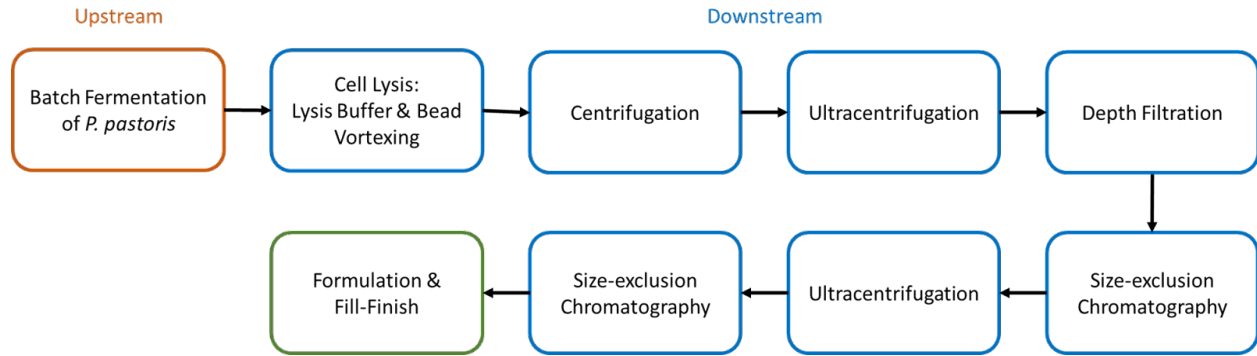 Upstream
Downstream
Batch Fermentation
of P. pastoris
Cell Lysis:
Lysis Buffer & Bead
Vortexing
Centrifugation
Ultracentrifugation
Depth Filtration
Size-exclusion
Chromatography
Ultracentrifugation
Size-exclusion
Chromatography
Formulation &
Fill-Finish